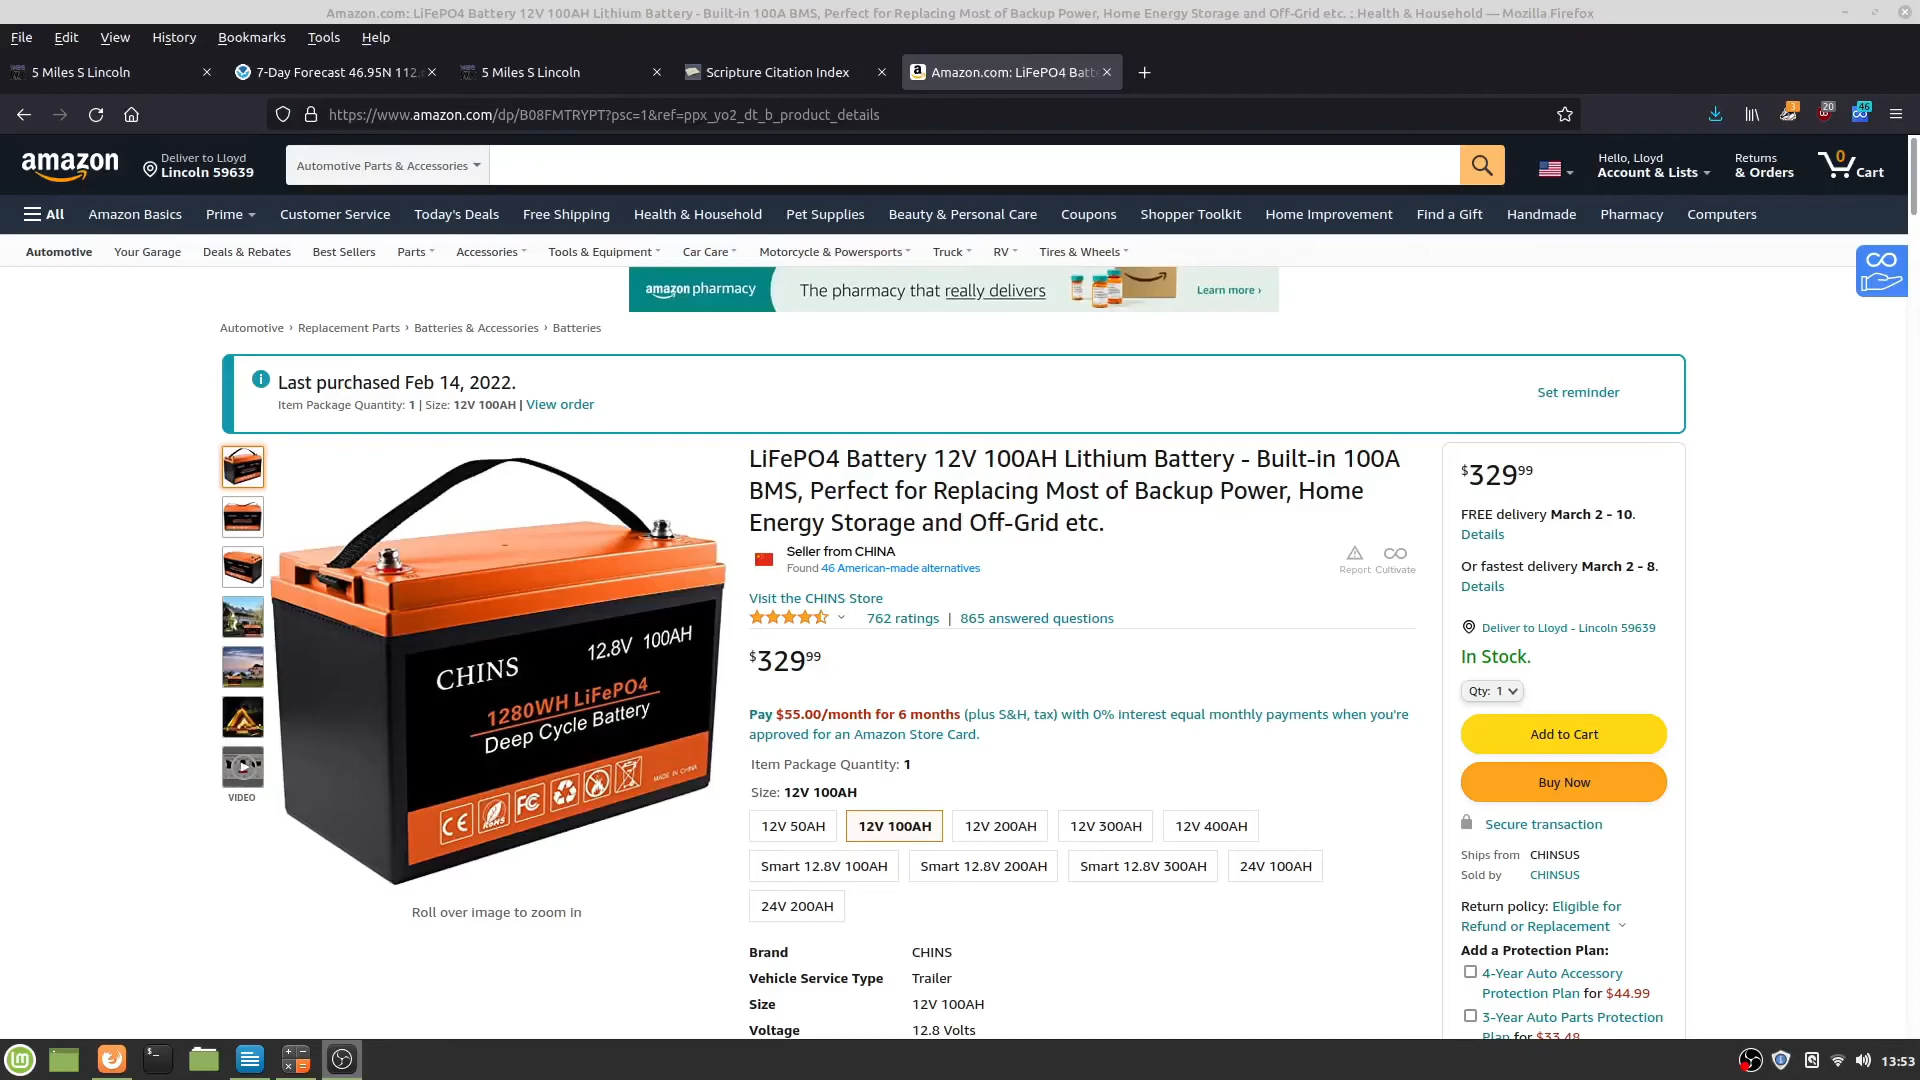 Amazon.com: LiFePO4 Battery 12V 100AH Lithium Battery - Built-in 100A BMS, Perfect for Replacing Most of Backup Power, Home Energy Storage and Off-Grid etc. : Health & Household — Mozilla Firefox
File Edit View History Bookmarks Tools Help
5 Miles S Lincoln
7-Day Forecast 46.95N 112.
5 Miles S Lincoln
Scripture Citation Index
Amazon.com: LiFePO4 Batt
https://www.amazon.com/dp/B08FMTRYPT?psc=1&ref=ppx_yo2_dt_b_product_details
3 20 46
amazon
Deliver to Lloyd
Lincoln 59639
Automotive Parts & Accessories
Hello, Lloyd
Account & Lists
Returns
& Orders
0
Cart
All Amazon Basics Prime Customer Service Today's Deals Free Shipping Health & Household Pet Supplies Beauty & Personal Care Coupons Shopper Toolkit Home Improvement Find a Gift Handmade Pharmacy Computers
Automotive Your Garage Deals & Rebates Best Sellers Parts Accessories Tools & Equipment Car Care Motorcycle & Powersports Truck RV Tires & Wheels
amazon pharmacy The pharmacy that really delivers Learn more ›
Automotive › Replacement Parts › Batteries & Accessories › Batteries
Last purchased Feb 14, 2022.
Item Package Quantity: 1 | Size: 12V 100AH | View order
Set reminder
VIDEO
CHINS
12.8V 100AH
1280WH LiFePO4
Deep Cycle Battery
CE RoHS FC
MADE IN CHINA
Roll over image to zoom in
LiFePO4 Battery 12V 100AH Lithium Battery - Built-in 100A
BMS, Perfect for Replacing Most of Backup Power, Home
Energy Storage and Off-Grid etc.
Seller from CHINA
Found 46 American-made alternatives
Report Cultivate
Visit the CHINS Store
762 ratings | 865 answered questions
$329 99
Pay $55.00/month for 6 months (plus S&H, tax) with 0% interest equal monthly payments when you're
approved for an Amazon Store Card.
Item Package Quantity: 1
Size: 12V 100AH
12V 50AH 12V 100AH 12V 200AH 12V 300AH 12V 400AH
Smart 12.8V 100AH Smart 12.8V 200AH Smart 12.8V 300AH 24V 100AH
24V 200AH
Brand CHINS
Vehicle Service Type Trailer
Size 12V 100AH
Voltage 12.8 Volts
$329 99
FREE delivery March 2 - 10.
Details
Or fastest delivery March 2 - 8.
Details
Deliver to Lloyd - Lincoln 59639
In Stock.
Qty: 1
Add to Cart
Buy Now
Secure transaction
Ships from CHINSUS
Sold by CHINSUS
Return policy: Eligible for
Refund or Replacement
Add a Protection Plan:
4-Year Auto Accessory
Protection Plan for $44.99
3-Year Auto Parts Protection
Plan for $33.48
13:53